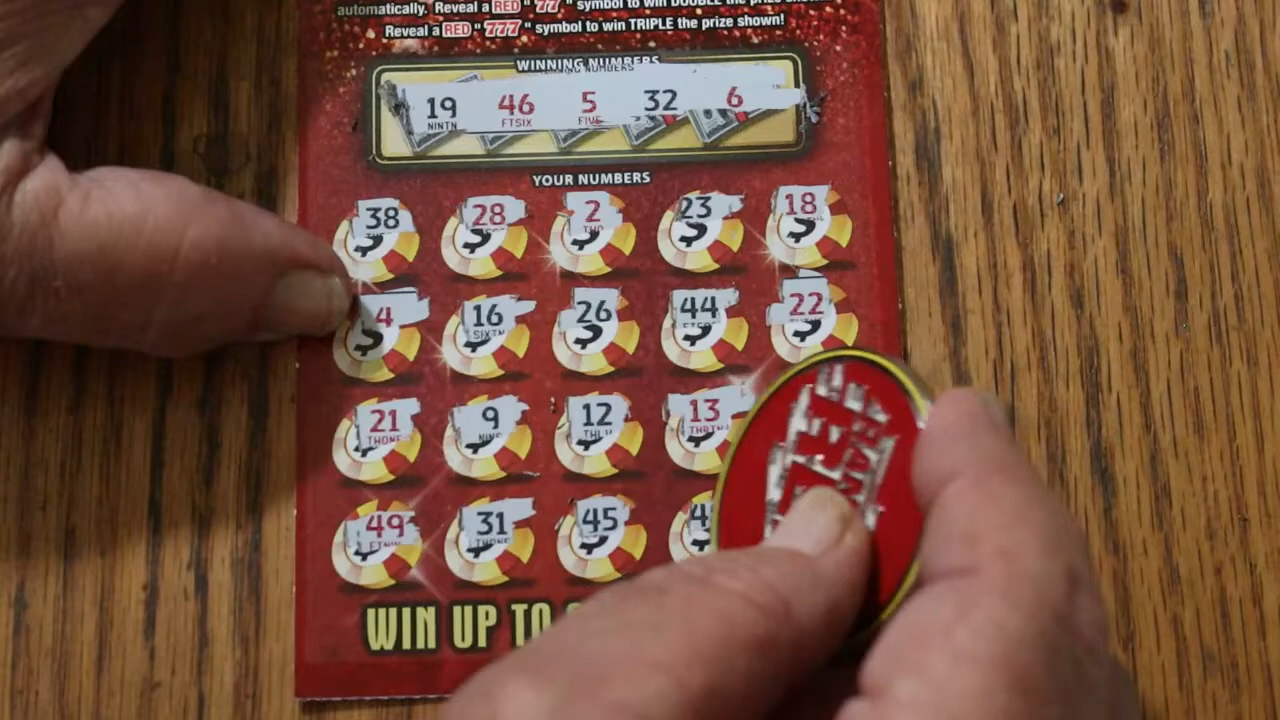 automatically. Reveal a RED "77" symbol to win DOUBLE the prize
Reveal a RED "777" symbol to win TRIPLE the prize shown!
WINNING NUMBERS
19 46 5 32 6
NINTN FTSIX FIVE
YOUR NUMBERS
38 28 2 23 18
4 16 26 44 22
SIXTN
21 9 12 13
THONE
49 31 45 4
WIN UP TO